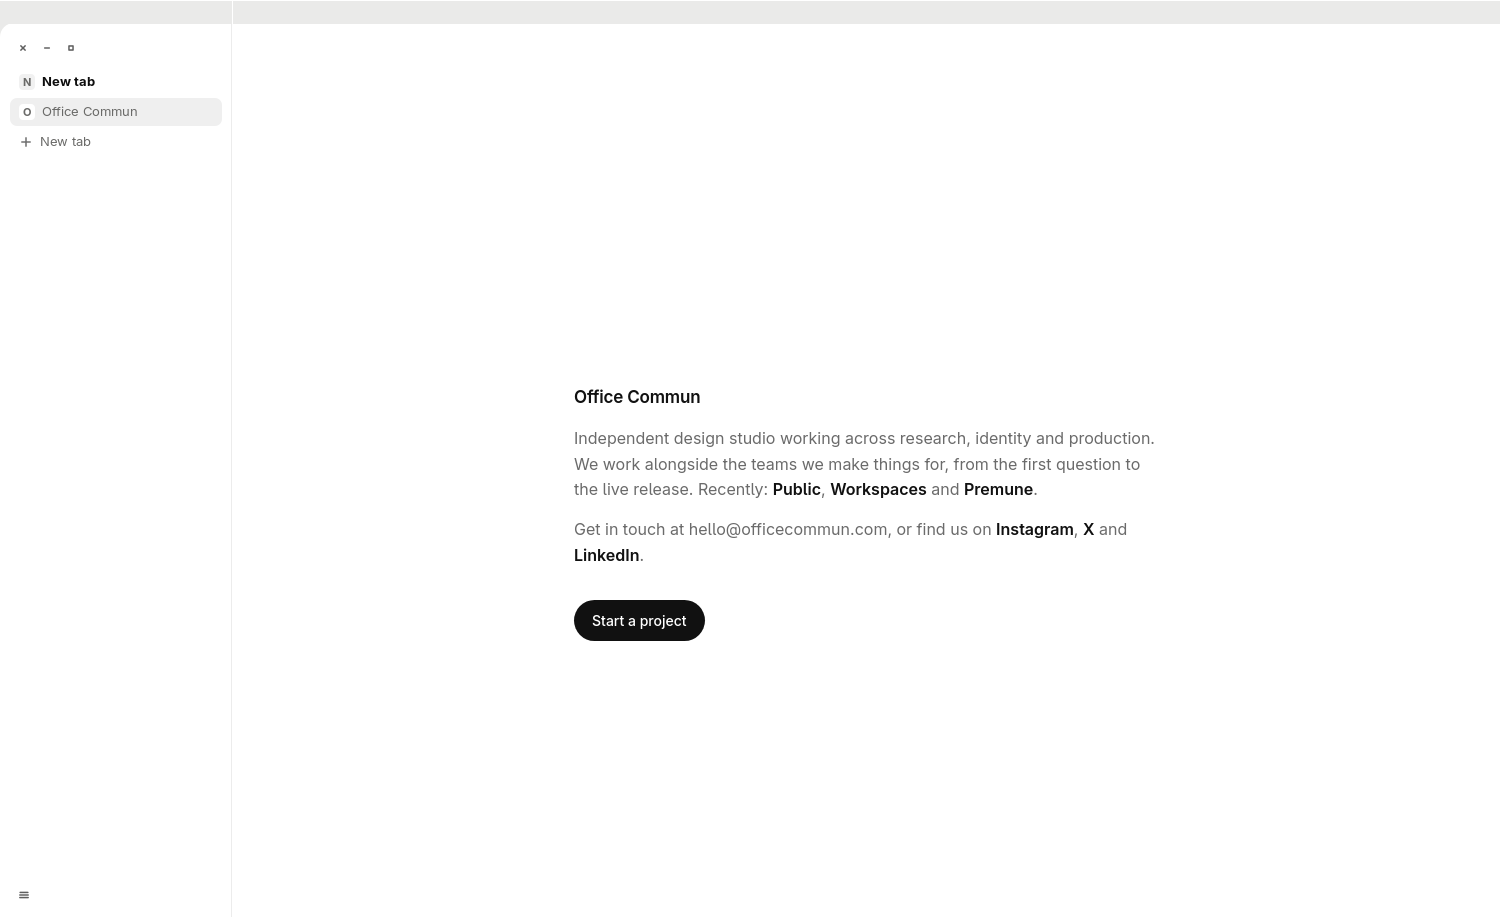 N New tab
O Office Commun
New tab
Office Commun
Independent design studio working across research, identity and production.
We work alongside the teams we make things for, from the first question to
the live release. Recently: Public, Workspaces and Premune.
Get in touch at hello@officecommun.com, or find us on Instagram, X and
LinkedIn.
Start a project